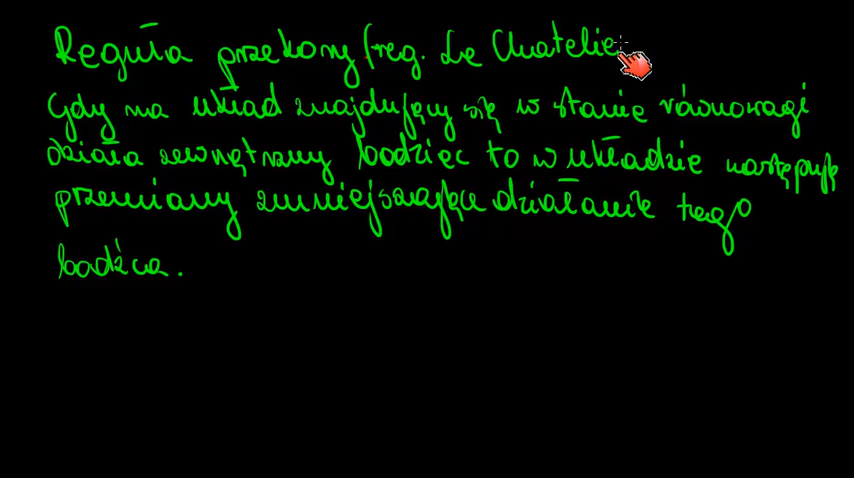 Reguła przekory (reg. Le Chatelie
Gdy na układ znajdujący się w stanie równowagi
działa zewnętrzny bodziec to w układzie następuję
przemiany zmniejszające działanie tego
bodźca.